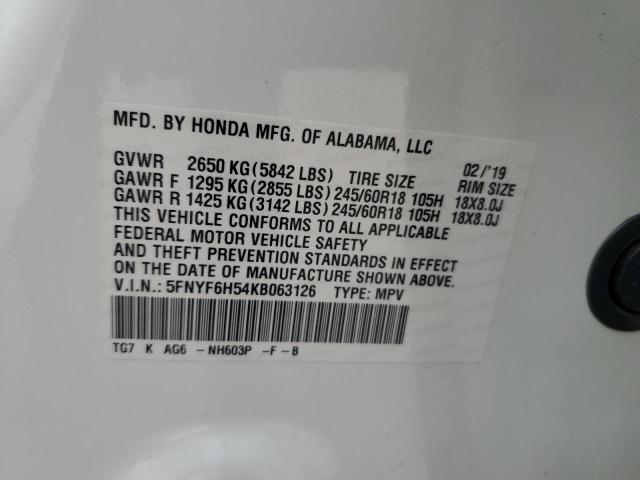 MFD. BY HONDA MFG. OF ALABAMA, LLC
GVWR 2650 KG(5842 LBS) TIRE SIZE 02/'19 RIM SIZE
GAWR F 1295 KG(2855 LBS) 245/60R18 105H 18X8.0J
GAWR R 1425 KG(3142 LBS) 245/60R18 105H 18X8.0J
THIS VEHICLE CONFORMS TO ALL APPLICABLE
FEDERAL MOTOR VEHICLE SAFETY
AND THEFT PREVENTION STANDARDS IN EFFECT
ON THE DATE OF MANUFACTURE SHOWN ABOVE.
V.I.N.: 5FNYF6H54KB063126 TYPE: MPV
TG7 K AG6 -NH603P -F-B